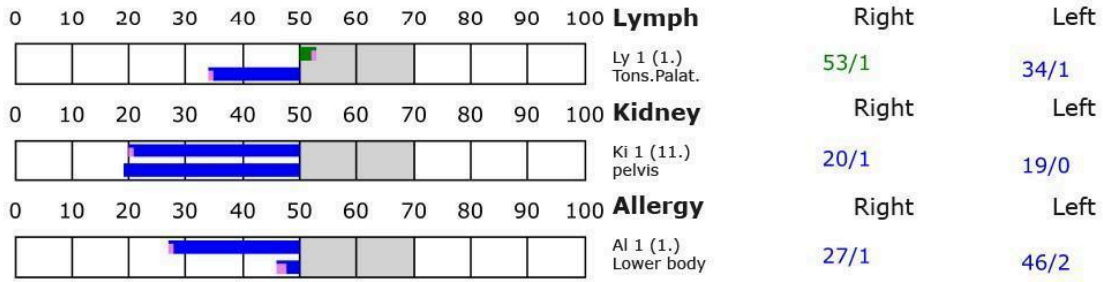 0 10 20 30 40 50 60 70 80 90 100 Lymph Right Left
Ly 1 (1.) 53/1 34/1
Tons.Palat.
0 10 20 30 40 50 60 70 80 90 100 Kidney Right Left
Ki 1 (11.) 20/1 19/0
pelvis
0 10 20 30 40 50 60 70 80 90 100 Allergy Right Left
Al 1 (1.) 27/1 46/2
Lower body